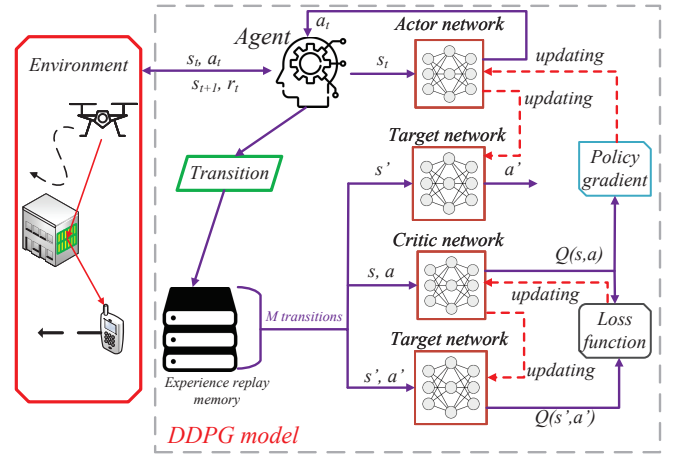 Environment
s_t, a_t
s_{t+1}, r_t
Agent
a_t
s_t
Actor network
updating
updating
Target network
s'
a'
Policy
gradient
Transition
Critic network
s, a
Q(s,a)
updating
Loss
function
M transitions
Target network
updating
s', a'
Q(s',a')
Experience replay
memory
DDPG model